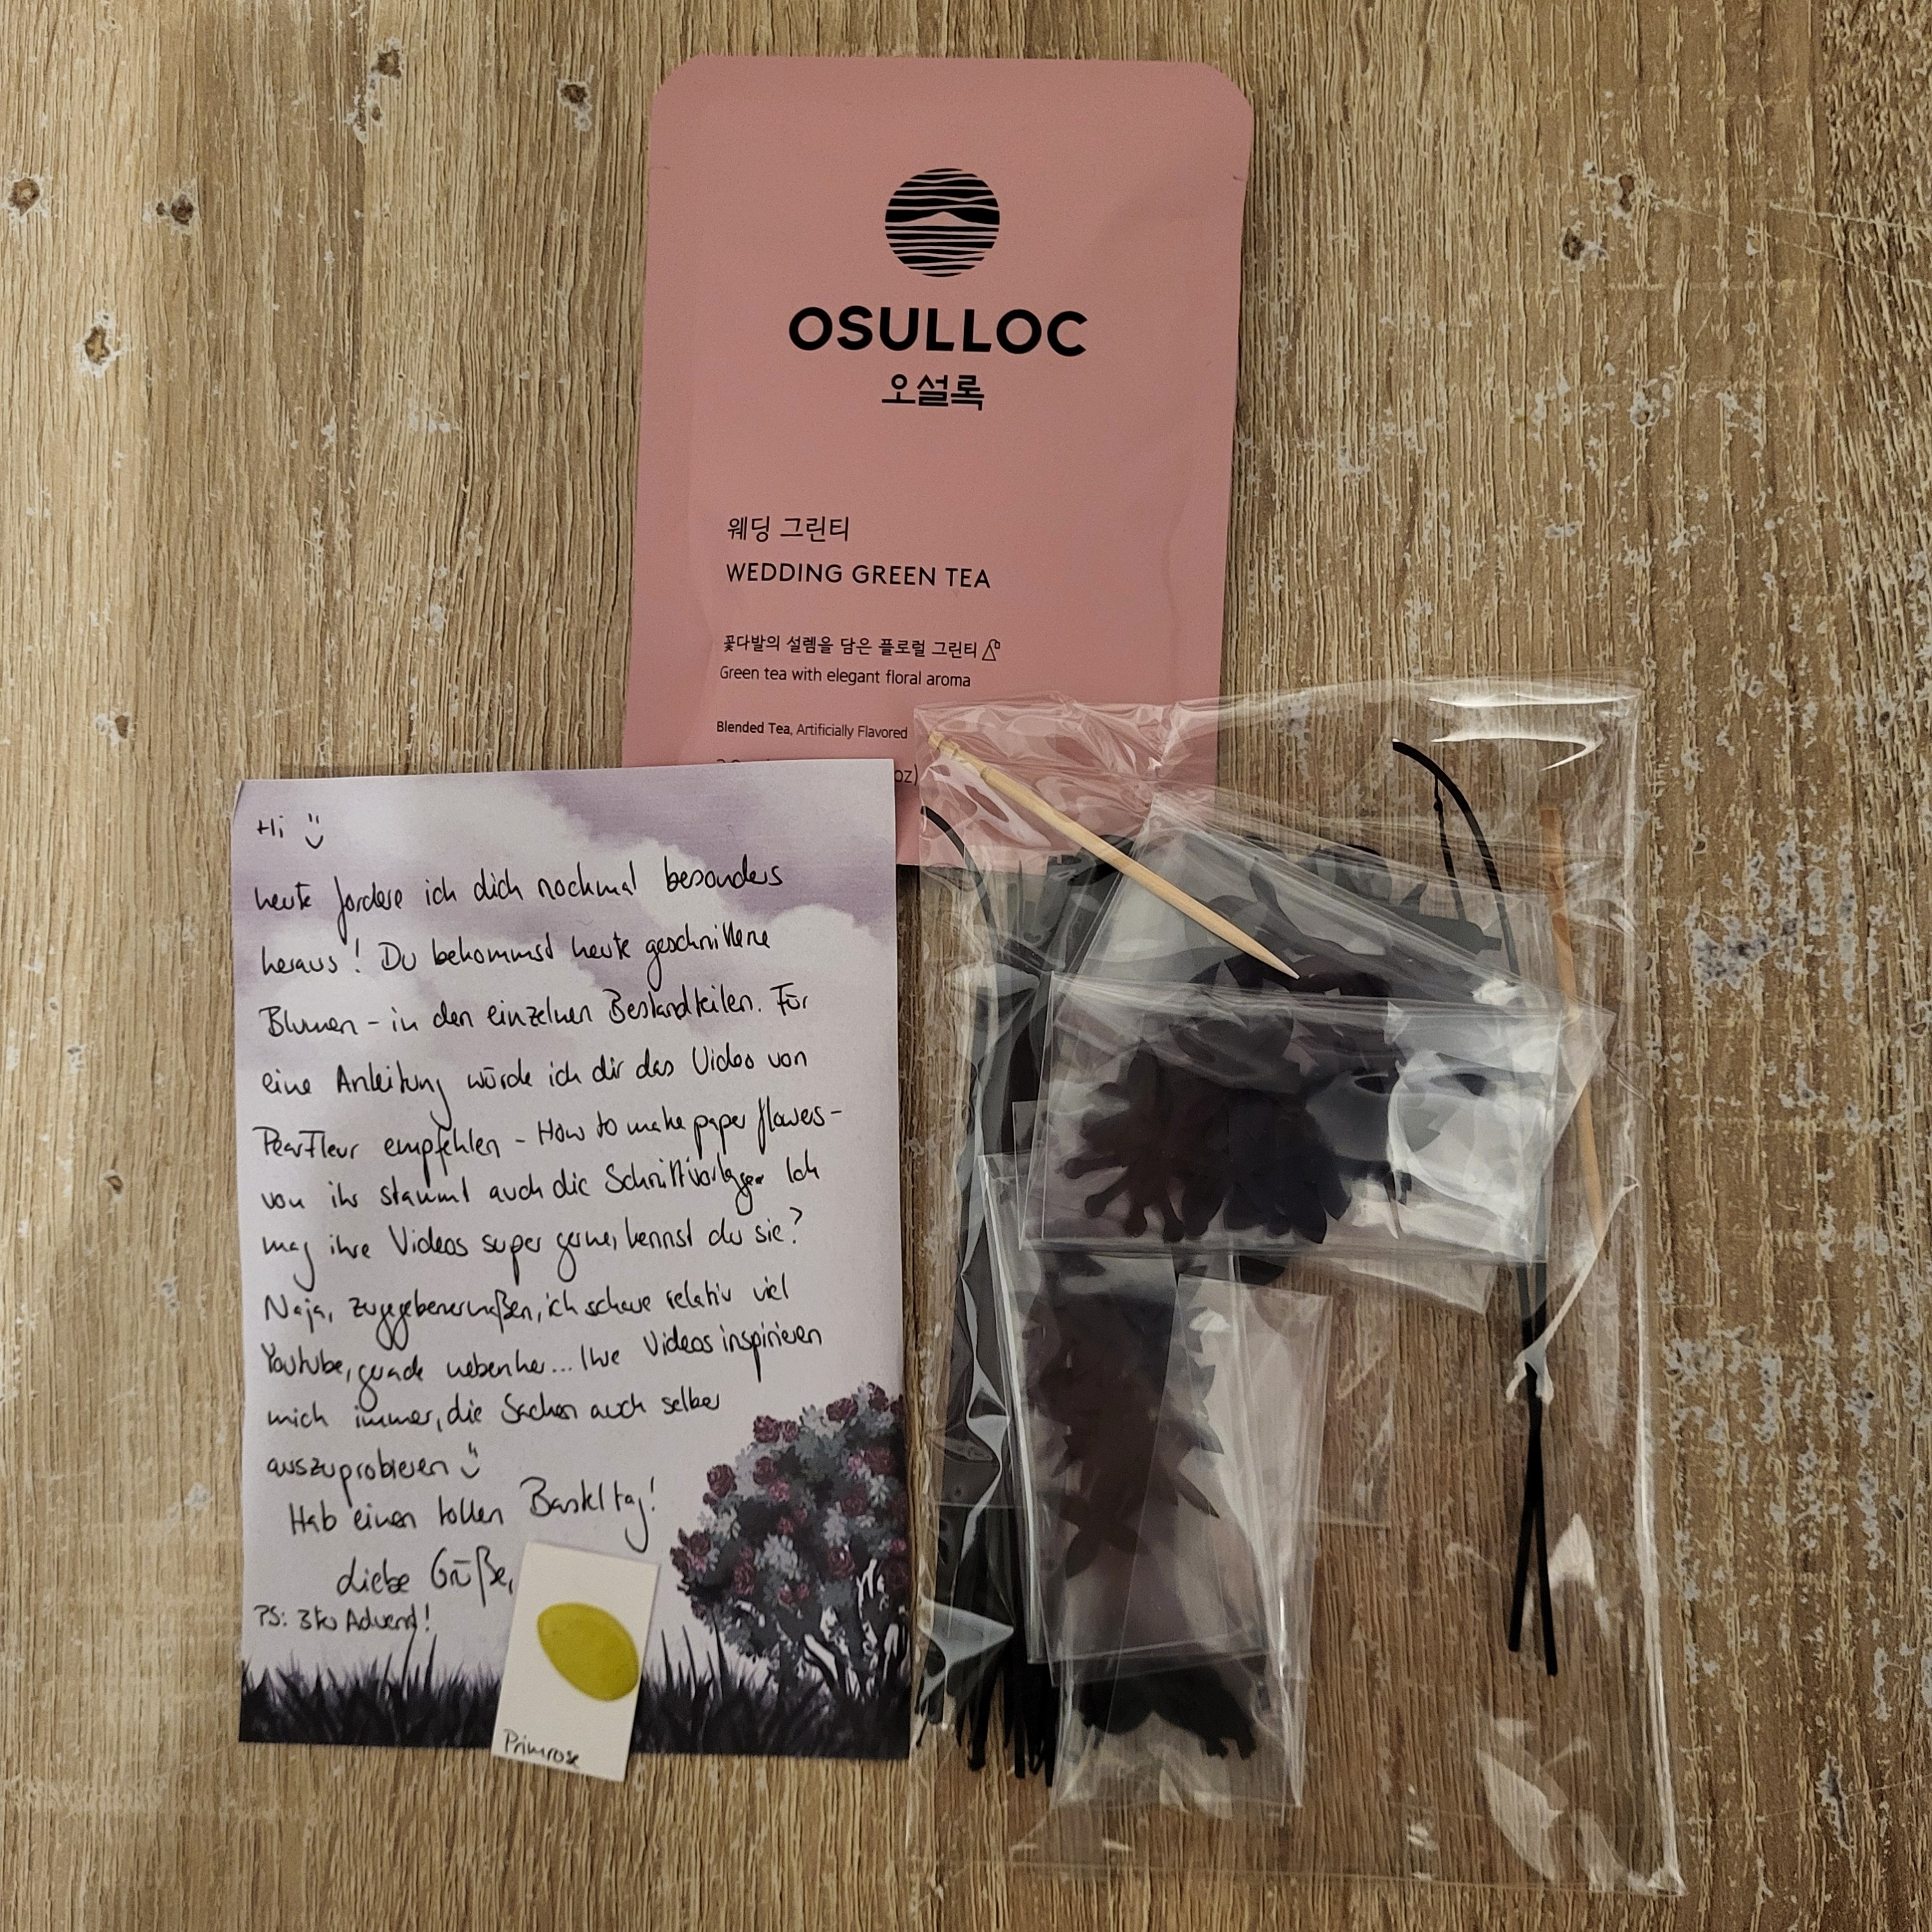 OSULLOC
오설록
웨딩 그린티
WEDDING GREEN TEA
꽃다발의 설렘을 담은 플로럴 그린티
Green tea with elegant floral aroma
Blended Tea, Artificially Flavored
oz)
Hi
heute fordere ich dich nochmal besonders
heraus! Du bekommst heute geschnittene
Blumen - in den einzelnen Bestandteilen. Für
eine Anleitung würde ich dir das Video von
PearFleur empfehlen - How to make paper flowers -
von ihr stammt auch die Schnittvorlage. Ich
mag ihre Videos super gerne, kennst du sie?
Naja, zugegebenermaßen, ich schaue relativ viel
Youtube, gerade nebenher... Ihre Videos inspirieren
mich immer, die Sachen auch selber
auszuprobieren
Hab einen tollen Basteltag!
Liebe Grüße,
PS: 3ter Advent!
Primrose